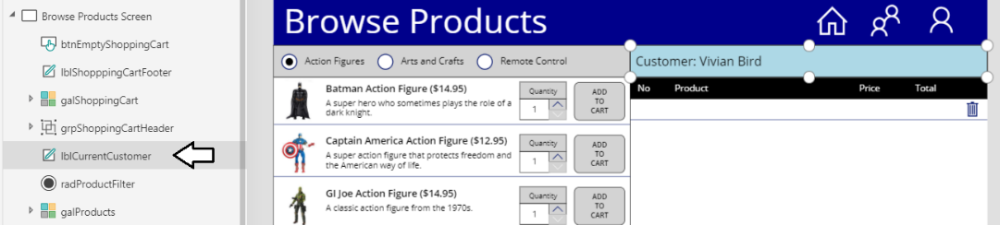 Browse Products Screen
btnEmptyShoppingCart
lblShopppingCartFooter
galShoppingCart
grpShoppingCartHeader
lblCurrentCustomer
radProductFilter
galProducts
Browse Products
Action Figures Arts and Crafts Remote Control
Batman Action Figure ($14.95)
A super hero who sometimes plays the role of a
dark knight.
Quantity
1
ADD
TO
CART
Captain America Action Figure ($12.95)
A super action figure that protects freedom and
the American way of life.
Quantity
1
ADD
TO
CART
GI Joe Action Figure ($14.95)
A classic action figure from the 1970s.
Quantity
1
ADD
TO
CART
Customer: Vivian Bird
No Product Price Total